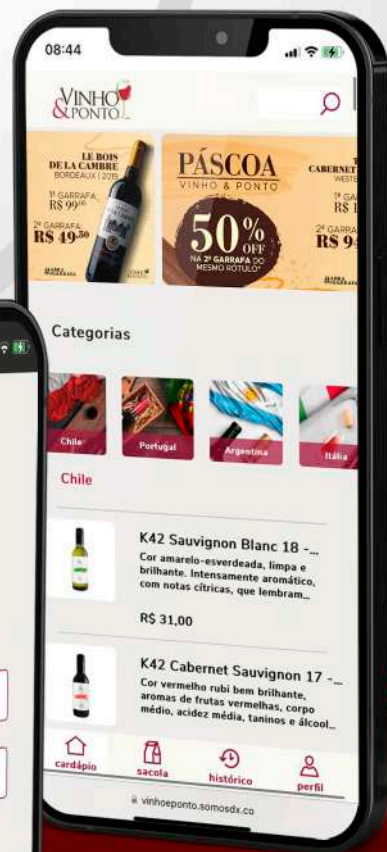 08:44
VINHO
& PONTO
LE BOIS
DE LA CAMBRE
BORDEAUX | 2019
1ª GARRAFA:
R$ 99,00
2ª GARRAFA:
R$ 49,50
PÁSCOA
VINHO & PONTO
50%
OFF
NA 2ª GARRAFA DO
MESMO RÓTULO*
CABERNET
R$ 94
Categorias
Chile
Portugal
Argentina
Itália
Chile
K42 Sauvignon Blanc 18 -...
Cor amarelo-esverdeada, limpa e
brilhante. Intensamente aromático,
com notas cítricas, que lembram...
R$ 31,00
K42 Cabernet Sauvignon 17 -...
Cor vermelho rubi bem brilhante,
aromas de frutas vermelhas, corpo
médio, acidez média, taninos e álcool...
cardápio
sacola
histórico
perfil
vinhoeponto.somosdx.co